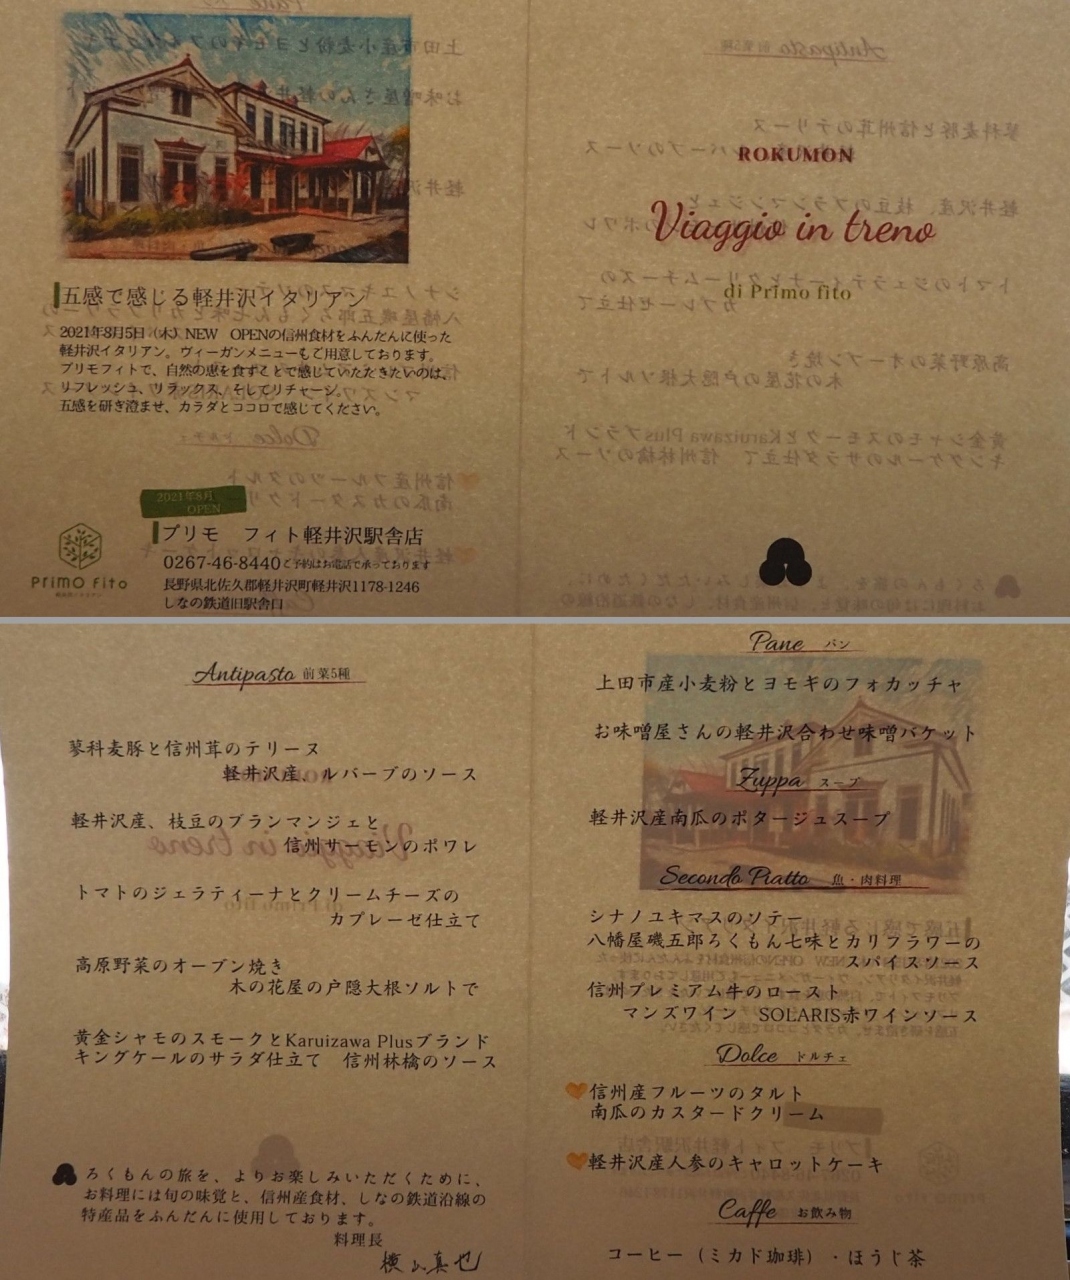 五感で感じる軽井沢イタリアン
2021年8月5日（木）NEW　OPENの信州食材をふんだんに使った
軽井沢イタリアン。ヴィーガンメニューもご用意しております。
プリモフィトで、自然の恵を食すことで感じていただきたいのは、
リフレッシュ、リラックス、そしてリチャージ。
五感を研ぎ澄ませ、カラダとココロで感じてください。
2021年8月
OPEN
プリモ　フィト軽井沢駅舎店
0267-46-8440ご予約はお電話で承っております
長野県北佐久郡軽井沢町軽井沢1178-1246
しなの鉄道旧駅舎口
PrimO Fito
ROKUMON
Viaggio in treno
di Primo fito
Antipasto 前菜5種
蓼科麦豚と信州茸のテリーヌ
軽井沢産、ルバーブのソース
軽井沢産、枝豆のブランマンジェと
信州サーモンのポワレ
トマトのジェラティーナとクリームチーズの
カプレーゼ仕立て
高原野菜のオーブン焼き
木の花屋の戸隠大根ソルトで
黄金シャモのスモークとKaruizawa Plusブランド
キングケールのサラダ仕立て　信州林檎のソース
ろくもんの旅を、よりお楽しみいただくために、
お料理には旬の味覚と、信州産食材、しなの鉄道沿線の
特産品をふんだんに使用しております。
料理長
Pane パン
上田市産小麦粉とヨモギのフォカッチャ
お味噌屋さんの軽井沢合わせ味噌バケット
Zuppa スープ
軽井沢産南瓜のポタージュスープ
Secondo Piatto 魚・肉料理
シナノユキマスのソテー
八幡屋磯五郎ろくもん七味とカリフラワーの
スパイスソース
信州プレミアム牛のロースト
マンズワイン　SOLARIS赤ワインソース
Dolce ドルチェ
信州産フルーツのタルト
南瓜のカスタードクリーム
軽井沢産人参のキャロットケーキ
Caffe お飲み物
コーヒー（ミカド珈琲）・ほうじ茶